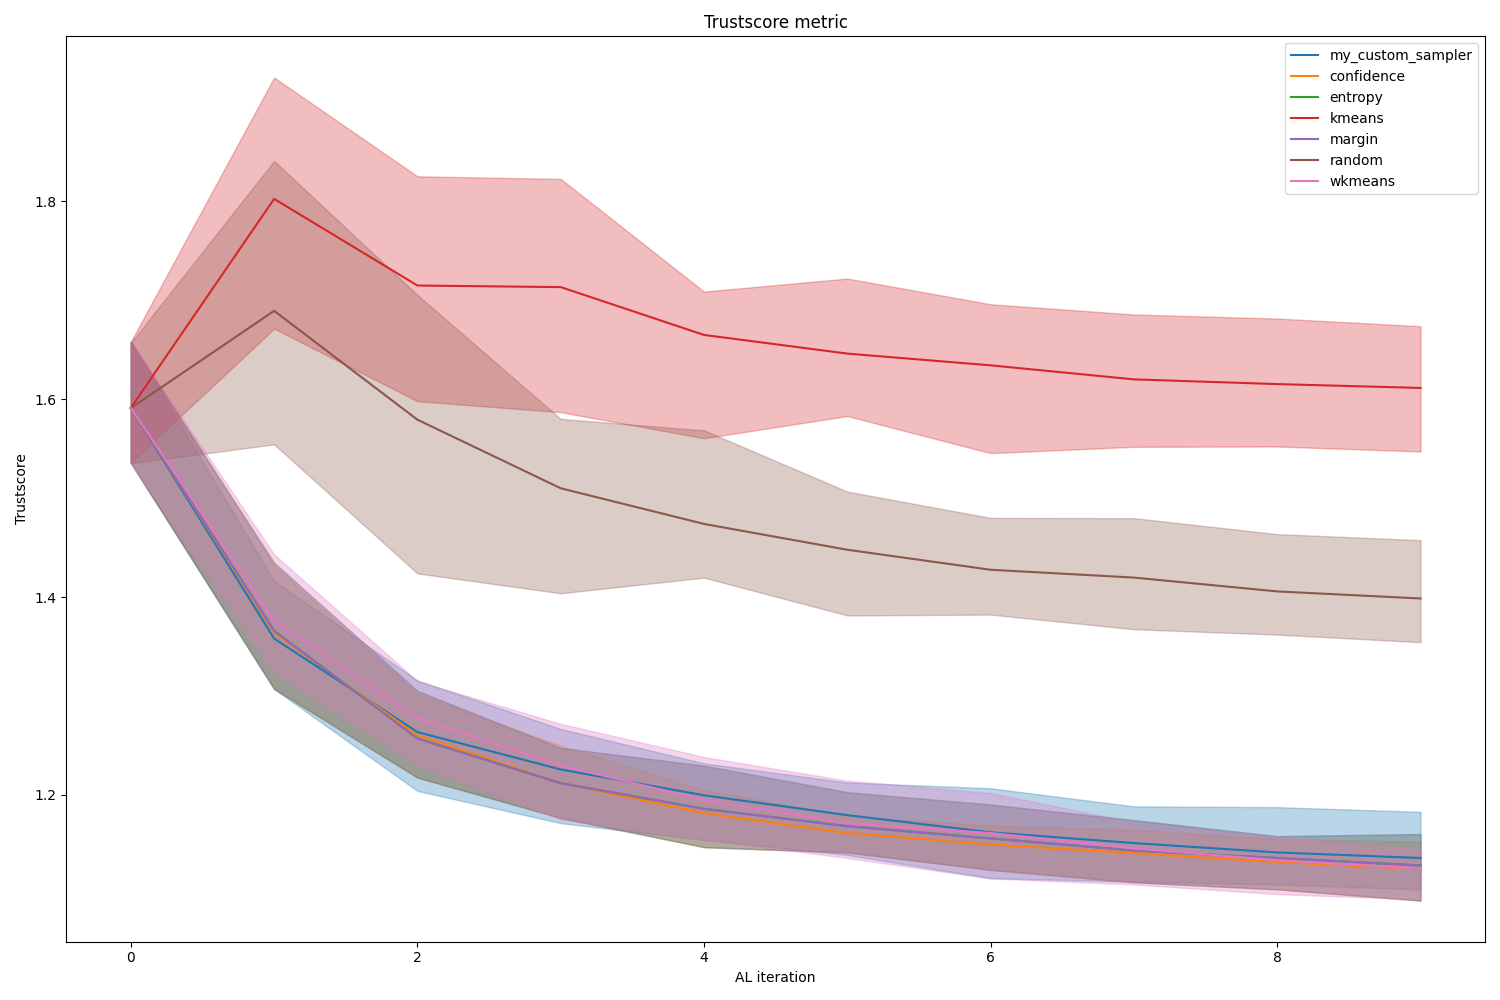 Trustscore metric
my_custom_sampler
confidence
entropy
kmeans
margin
random
wkmeans
Trustscore
1.8
1.6
1.4
1.2
0
2
4
6
8
AL iteration